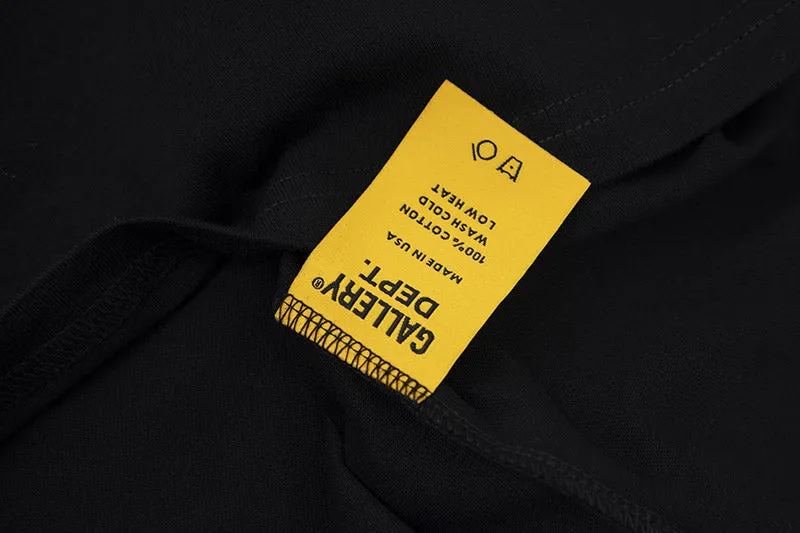 GALLERY®
DEPT.
MADE IN USA
100% COTTON
WASH COLD
LOW HEAT